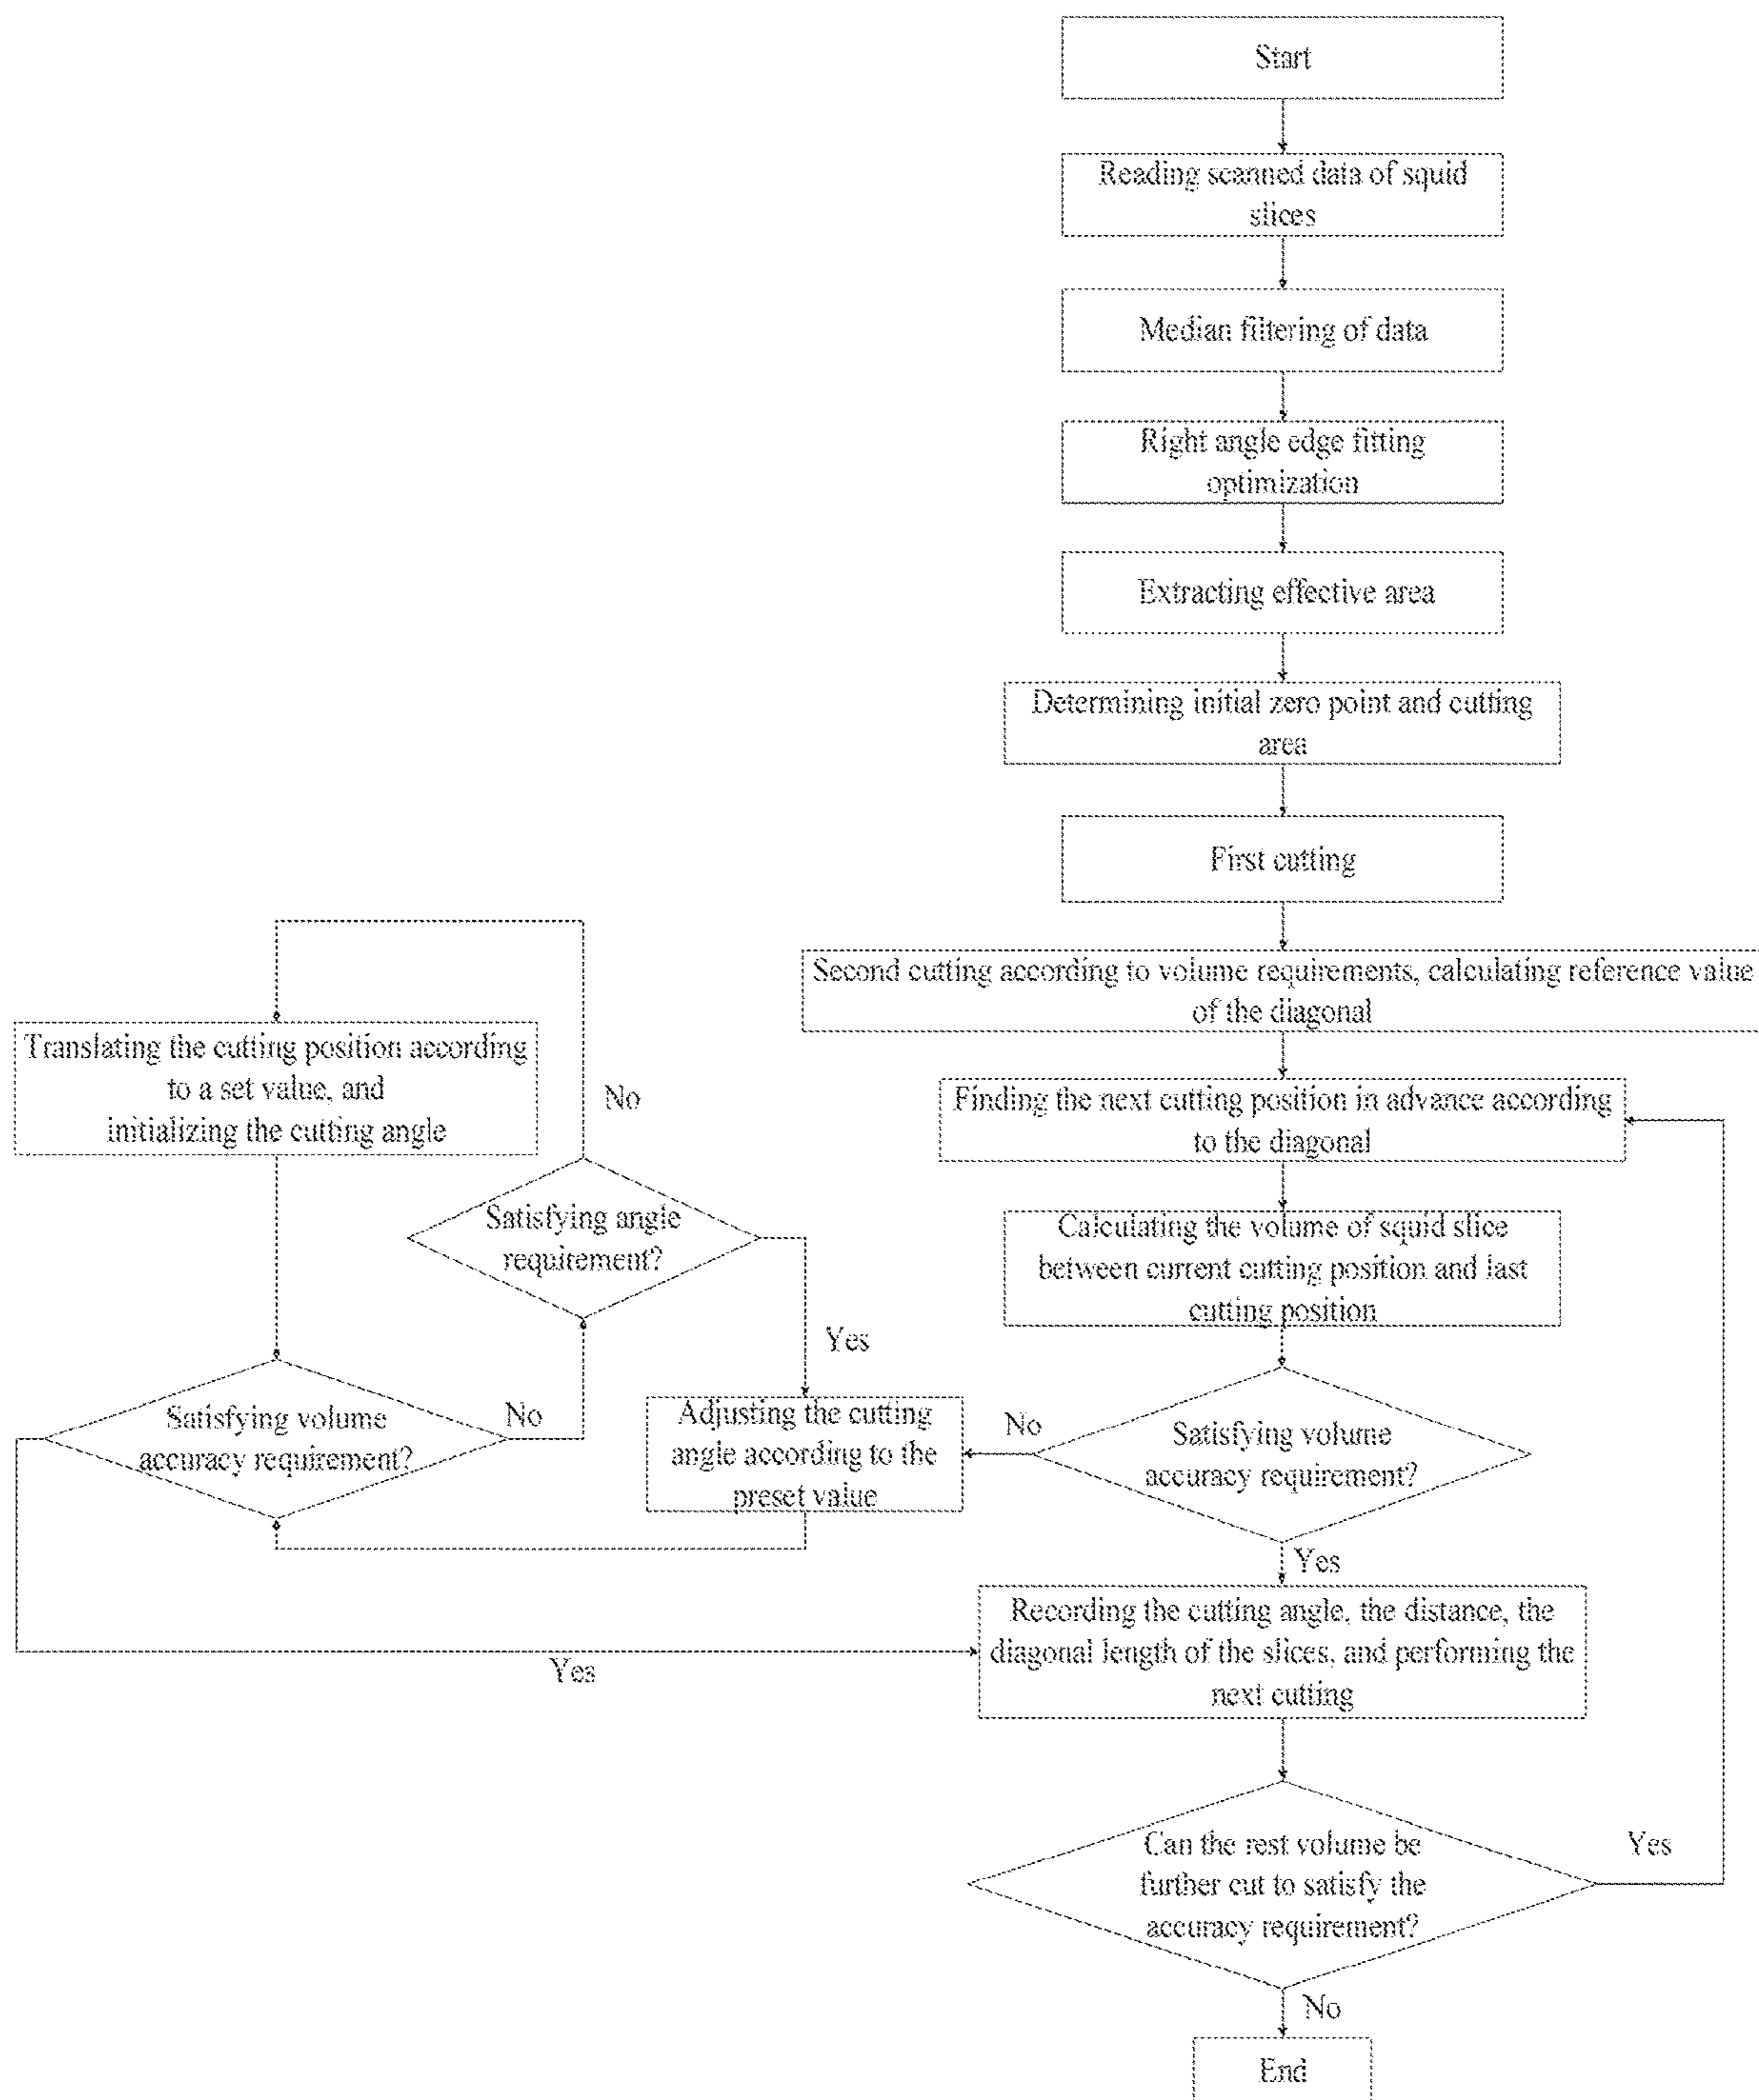 Start
Reading scanned data of squid
slices
Median filtering of data
Right angle edge fitting
optimization
Extracting effective area
Determining initial zero point and cutting
area
First cutting
Second cutting according to volume requirements, calculating reference value
of the diagonal
Finding the next cutting position in advance according
to the diagonal
Calculating the volume of squid slice
between current cutting position and last
cutting position
Satisfying volume
accuracy requirement?
No
Yes
Adjusting the cutting
angle according to the
preset value
Satisfying volume
accuracy requirement?
No
Yes
Satisfying angle
requirement?
Yes
No
Translating the cutting position according
to a set value, and
initializing the cutting angle
Recording the cutting angle, the distance, the
diagonal length of the slices, and performing the
next cutting
Can the rest volume be
further cut to satisfy the
accuracy requirement?
Yes
No
End